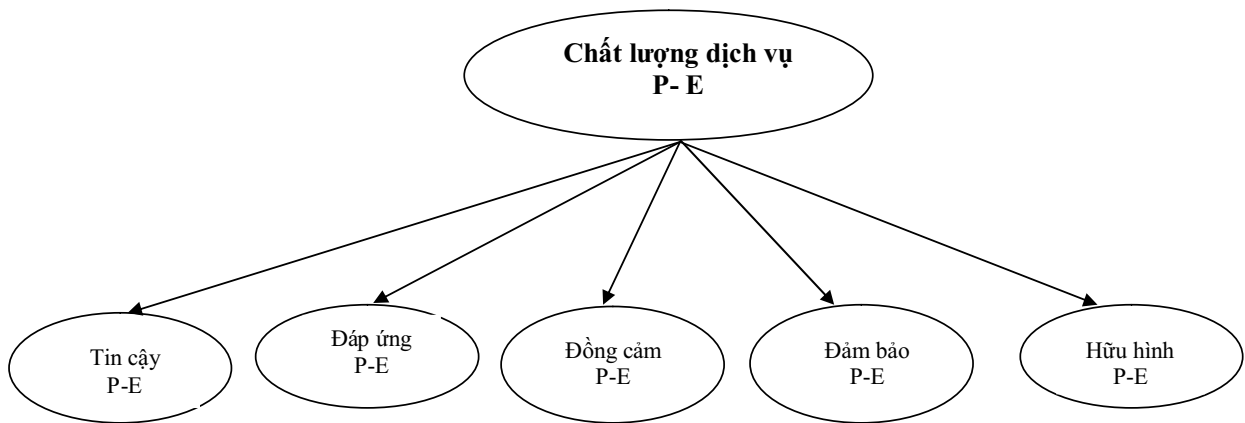 Chất lượng dịch vụ
P- E
Tin cậy
P-E
Đáp ứng
P-E
Đồng cảm
P-E
Đảm bảo
P-E
Hữu hình
P-E